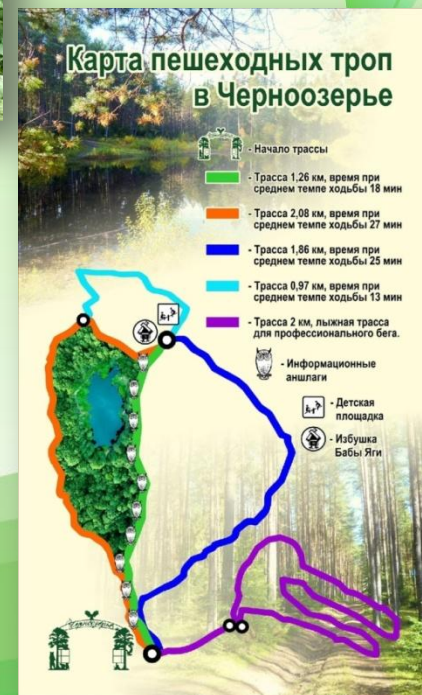 Карта пешеходных троп
в Черноозерье
- Начало трассы
- Трасса 1,26 км, время при
среднем темпе ходьбы 18 мин
- Трасса 2,08 км, время при
среднем темпе ходьбы 27 мин
- Трасса 1,86 км, время при
среднем темпе ходьбы 25 мин
- Трасса 0,97 км, время при
среднем темпе ходьбы 13 мин
- Трасса 2 км, лыжная трасса
для профессионального бега.
- Информационные
аншлаги
- Детская
площадка
- Избушка
Бабы Яги